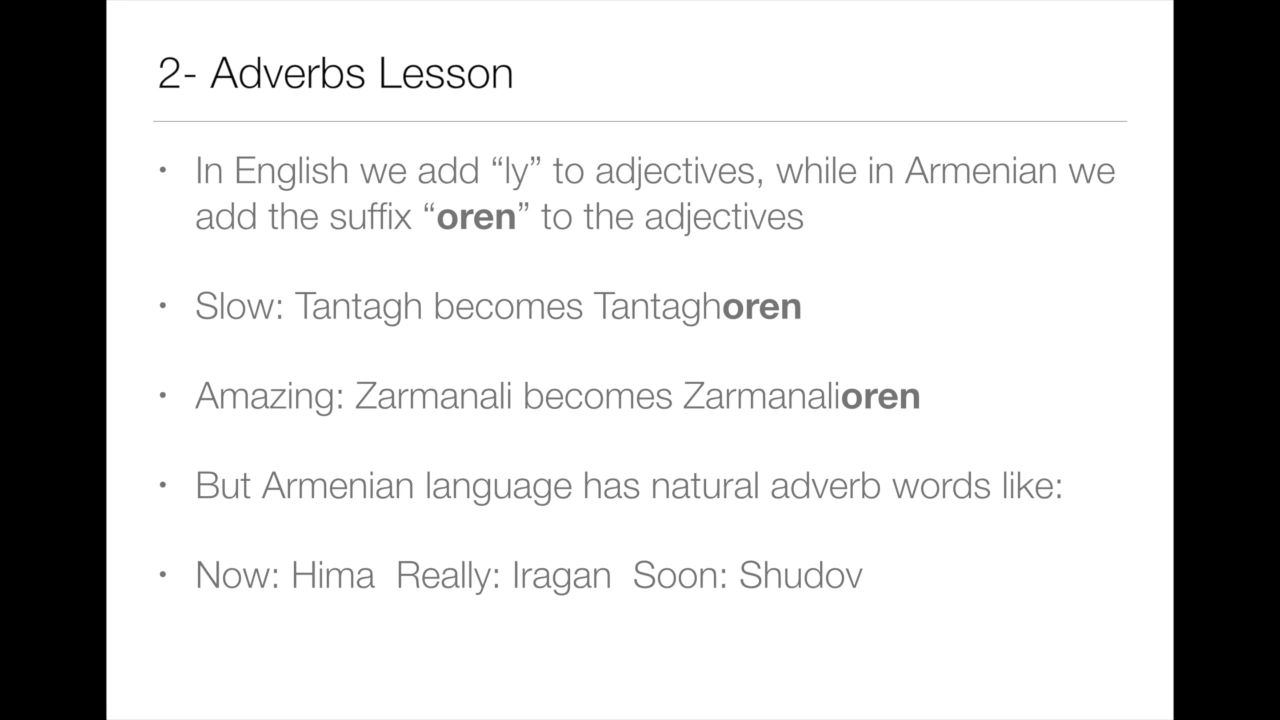 2- Adverbs Lesson
• In English we add “ly” to adjectives, while in Armenian we
add the suffix “oren” to the adjectives
• Slow: Tantagh becomes Tantaghoren
• Amazing: Zarmanali becomes Zarmanalioren
• But Armenian language has natural adverb words like:
• Now: Hima  Really: Iragan  Soon: Shudov